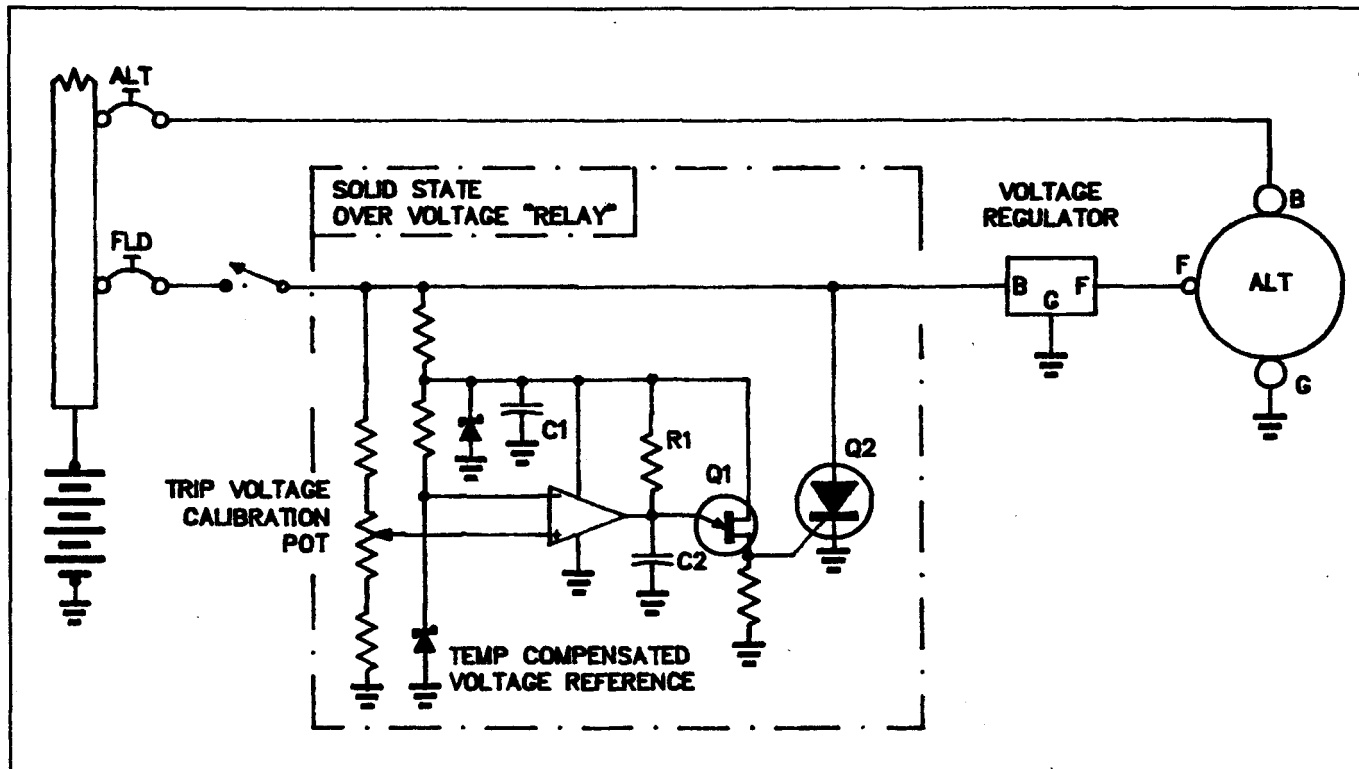 ALT
FLD
SOLID STATE
OVER VOLTAGE "RELAY"
VOLTAGE
REGULATOR
B
F
ALT
G
B
G
F
C1
R1
Q1
Q2
C2
-
+
TRIP VOLTAGE
CALIBRATION
POT
TEMP COMPENSATED
VOLTAGE REFERENCE